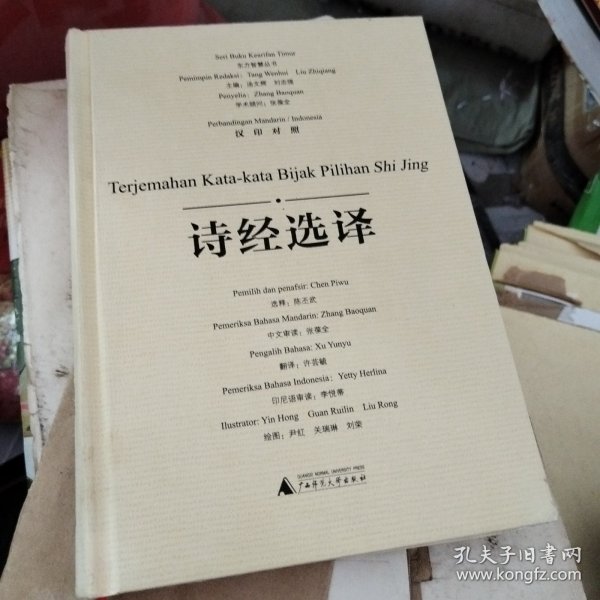 Seri Buku Kearifan Timur
东方智慧丛书
Pemimpin Redaksi: Tang Wenhui Liu Zhiqiang
主编：汤文辉 刘志强
Penyelia: Zhang Baoquan
学术顾问：张葆全
Perbandingan Mandarin / Indonesia
汉印对照
Terjemahan Kata-kata Bijak Pilihan Shi Jing
诗经选译
Pemilih dan penafsir: Chen Piwu
选释：陈丕武
Pemeriksa Bahasa Mandarin: Zhang Baoquan
中文审读：张葆全
Pengalih Bahasa: Xu Yunyu
翻译：许芸毓
Pemeriksa Bahasa Indonesia: Yetty Herlina
印尼语审读：李悦蒂
Ilustrator: Yin Hong Guan Ruilin Liu Rong
绘图：尹红 关瑞琳 刘荣
GUANGXI NORMAL UNIVERSITY PRESS
广西师范大学出版社
孔夫子旧书网
www.kongfz.com